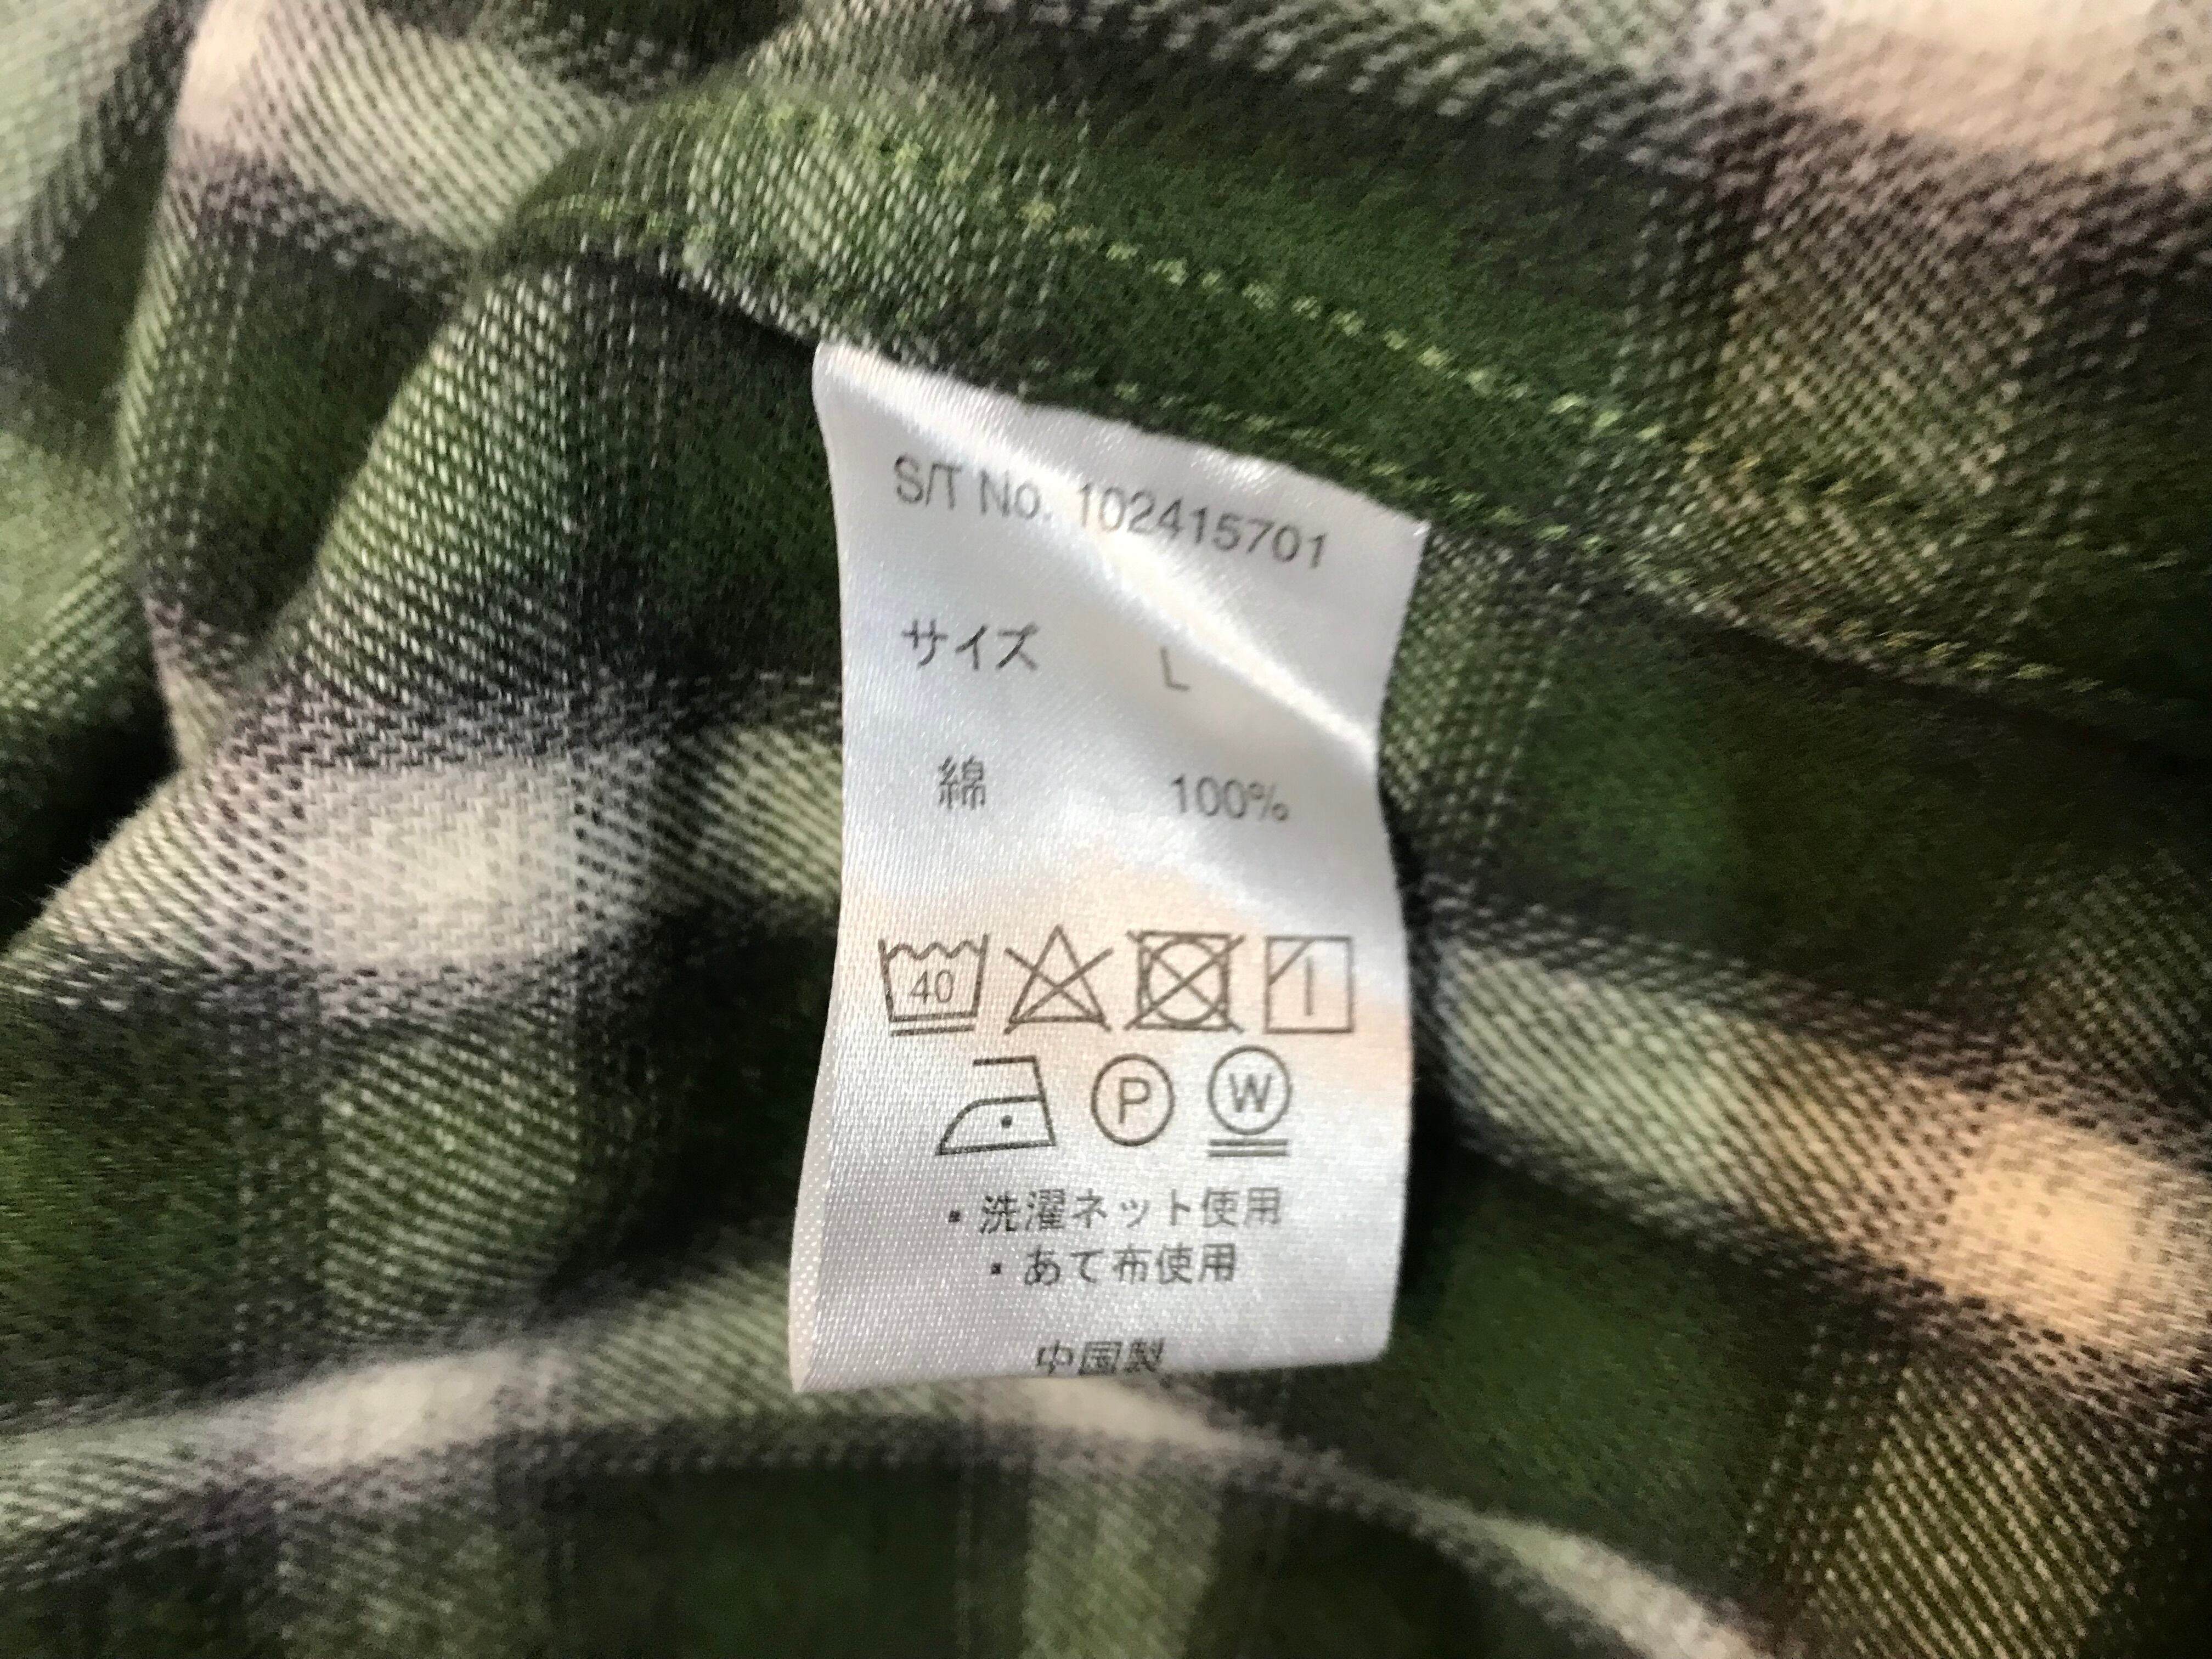 S/T No. 102415701
サイズ L
綿 100%
40
P W
・洗濯ネット使用
・あて布使用
中国製